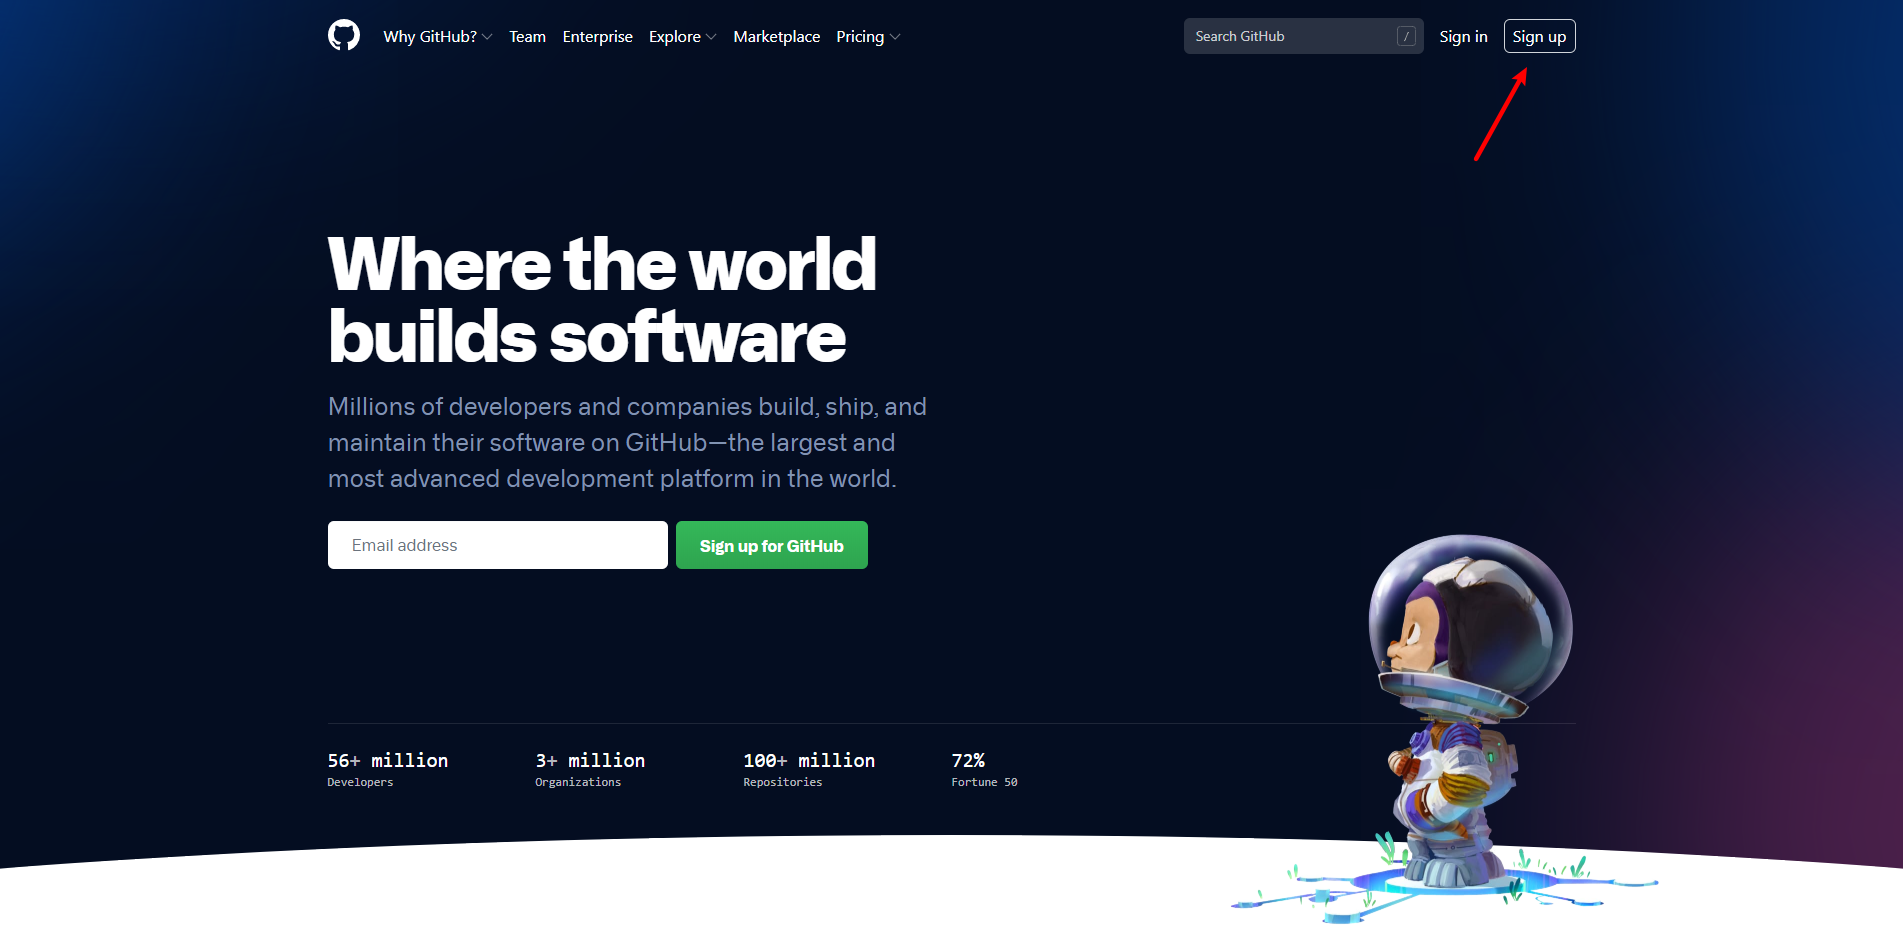 Why GitHub? Team Enterprise Explore Marketplace Pricing Search GitHub / Sign in Sign up
Where the world
builds software
Millions of developers and companies build, ship, and
maintain their software on GitHub—the largest and
most advanced development platform in the world.
Email address Sign up for GitHub
56+ million 3+ million 100+ million 72%
Developers Organizations Repositories Fortune 50